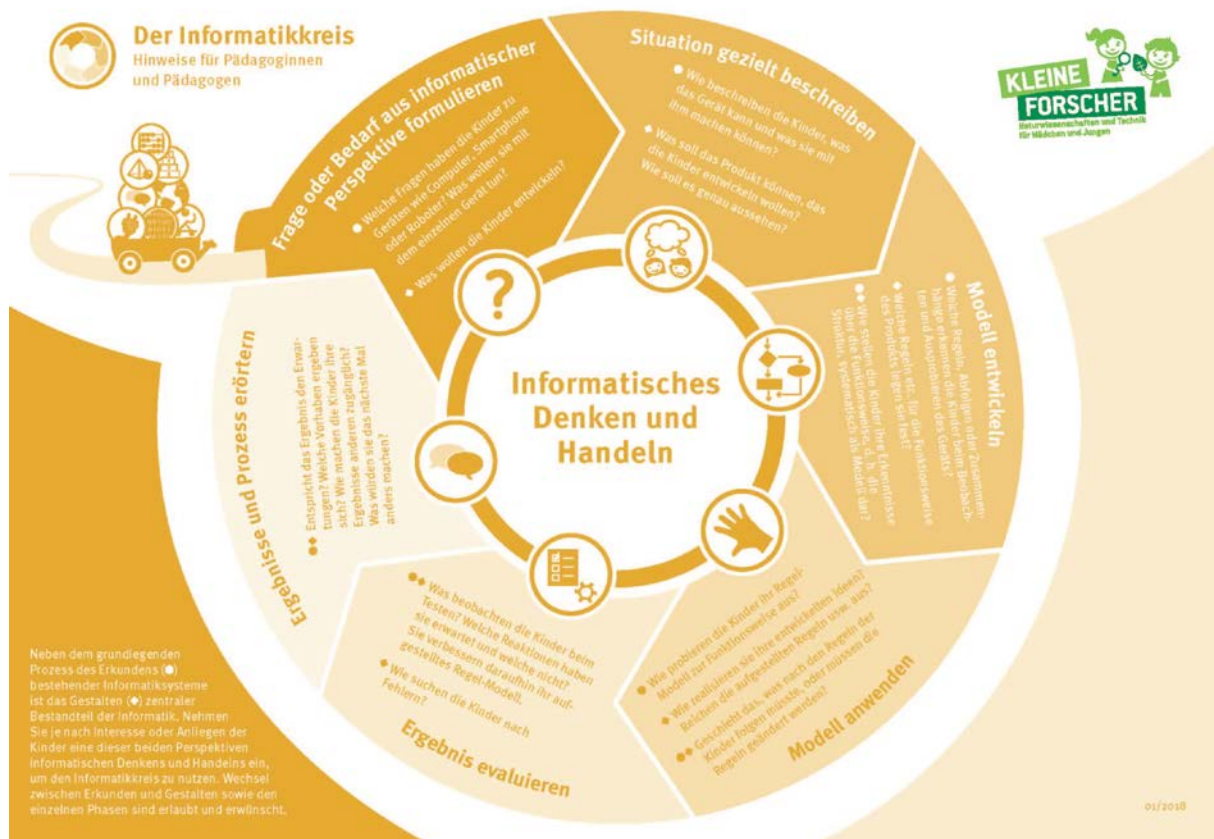 Der Informatikkreis
Hinweise für Pädagoginnen
und Pädagogen
KLEINE
FORSCHER
Naturwissenschaften und Technik
für Mädchen und Jungen
Frage oder Bedarf aus informatischer
Perspektive formulieren
● Welche Fragen haben die Kinder zu
Geräten wie Computer, Smartphone
oder Roboter? Was wollen sie mit
dem einzelnen Gerät tun?
◆ Was wollen die Kinder entwickeln?
Situation gezielt beschreiben
● Wie beschreiben die Kinder, was
das Gerät kann und was sie mit
ihm machen können?
◆ Was soll das Produkt können, das
die Kinder entwickeln wollen?
Wie soll es genau aussehen?
Modell entwickeln
● Welche Regeln, Abfolgen oder Zusammen-
hänge erkennen die Kinder beim Beobach-
ten und Ausprobieren des Geräts?
◆ Welche Regeln etc. für die Funktionsweise
des Produkts legen sie fest?
●◆ Wie stellen die Kinder ihre Erkenntnisse
über die Funktionsweise, d. h. die
Struktur, systematisch als Modell dar?
Modell anwenden
● Wie probieren die Kinder ihr Regel-
Modell zur Funktionsweise aus?
◆ Wie realisieren Sie ihre entwickelten Ideen?
Reichen die aufgestellten Regeln usw. aus?
●◆ Geschieht das, was nach den Regeln der
Kinder folgen müsste, oder müssen die
Regeln geändert werden?
Ergebnis evaluieren
●◆ Was beobachten die Kinder beim
Testen? Welche Reaktionen haben
sie erwartet und welche nicht?
Sie verbessern daraufhin ihr auf-
gestelltes Regel-Modell.
◆ Wie suchen die Kinder nach
Fehlern?
Ergebnisse und Prozess erörtern
●◆ Entspricht das Ergebnis den Erwar-
tungen? Welche Vorhaben ergeben
sich? Wie machen die Kinder ihre
Ergebnisse anderen zugänglich?
Was würden sie das nächste Mal
anders machen?
?
Informatisches
Denken und
Handeln
Neben dem grundlegenden
Prozess des Erkundens (●)
bestehender Informatiksysteme
ist das Gestalten (◆) zentraler
Bestandteil der Informatik. Nehmen
Sie je nach Interesse oder Anliegen der
Kinder eine dieser beiden Perspektiven
informatischen Denkens und Handelns ein,
um den Informatikkreis zu nutzen. Wechsel
zwischen Erkunden und Gestalten sowie den
einzelnen Phasen sind erlaubt und erwünscht.
01/2018